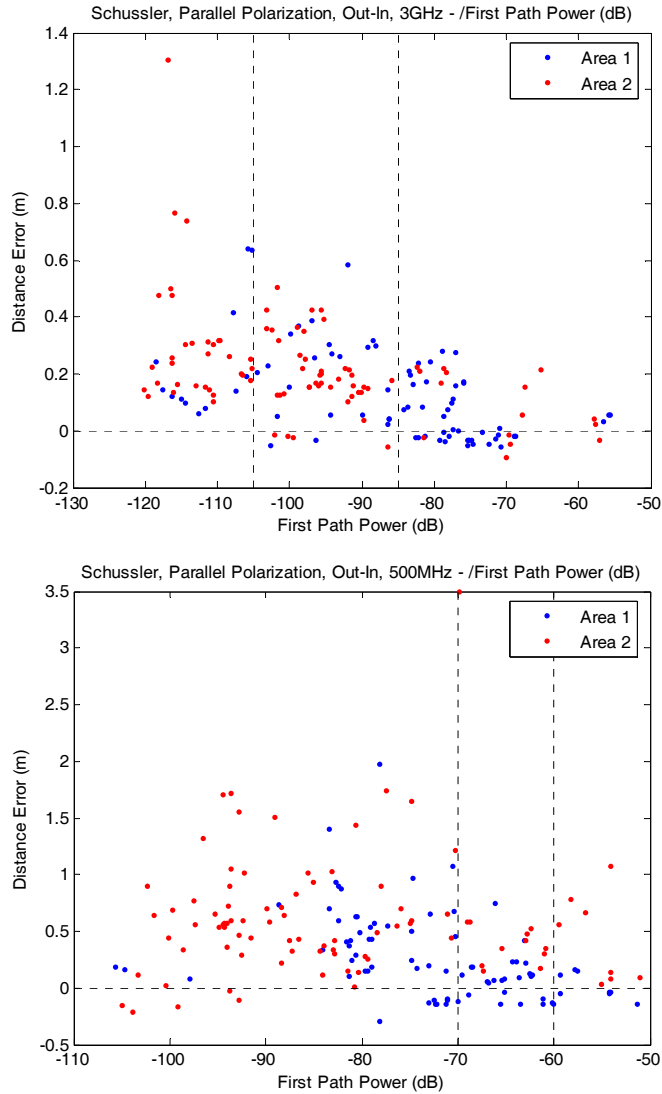 Schussler, Parallel Polarization, Out-In, 3GHz - /First Path Power (dB)
1.4
1.2
1
0.8
0.6
0.4
0.2
0
-0.2
Distance Error (m)
Area 1
Area 2
-130 -120 -110 -100 -90 -80 -70 -60 -50
First Path Power (dB)
Schussler, Parallel Polarization, Out-In, 500MHz - /First Path Power (dB)
3.5
3
2.5
2
1.5
1
0.5
0
-0.5
Distance Error (m)
Area 1
Area 2
-110 -100 -90 -80 -70 -60 -50
First Path Power (dB)